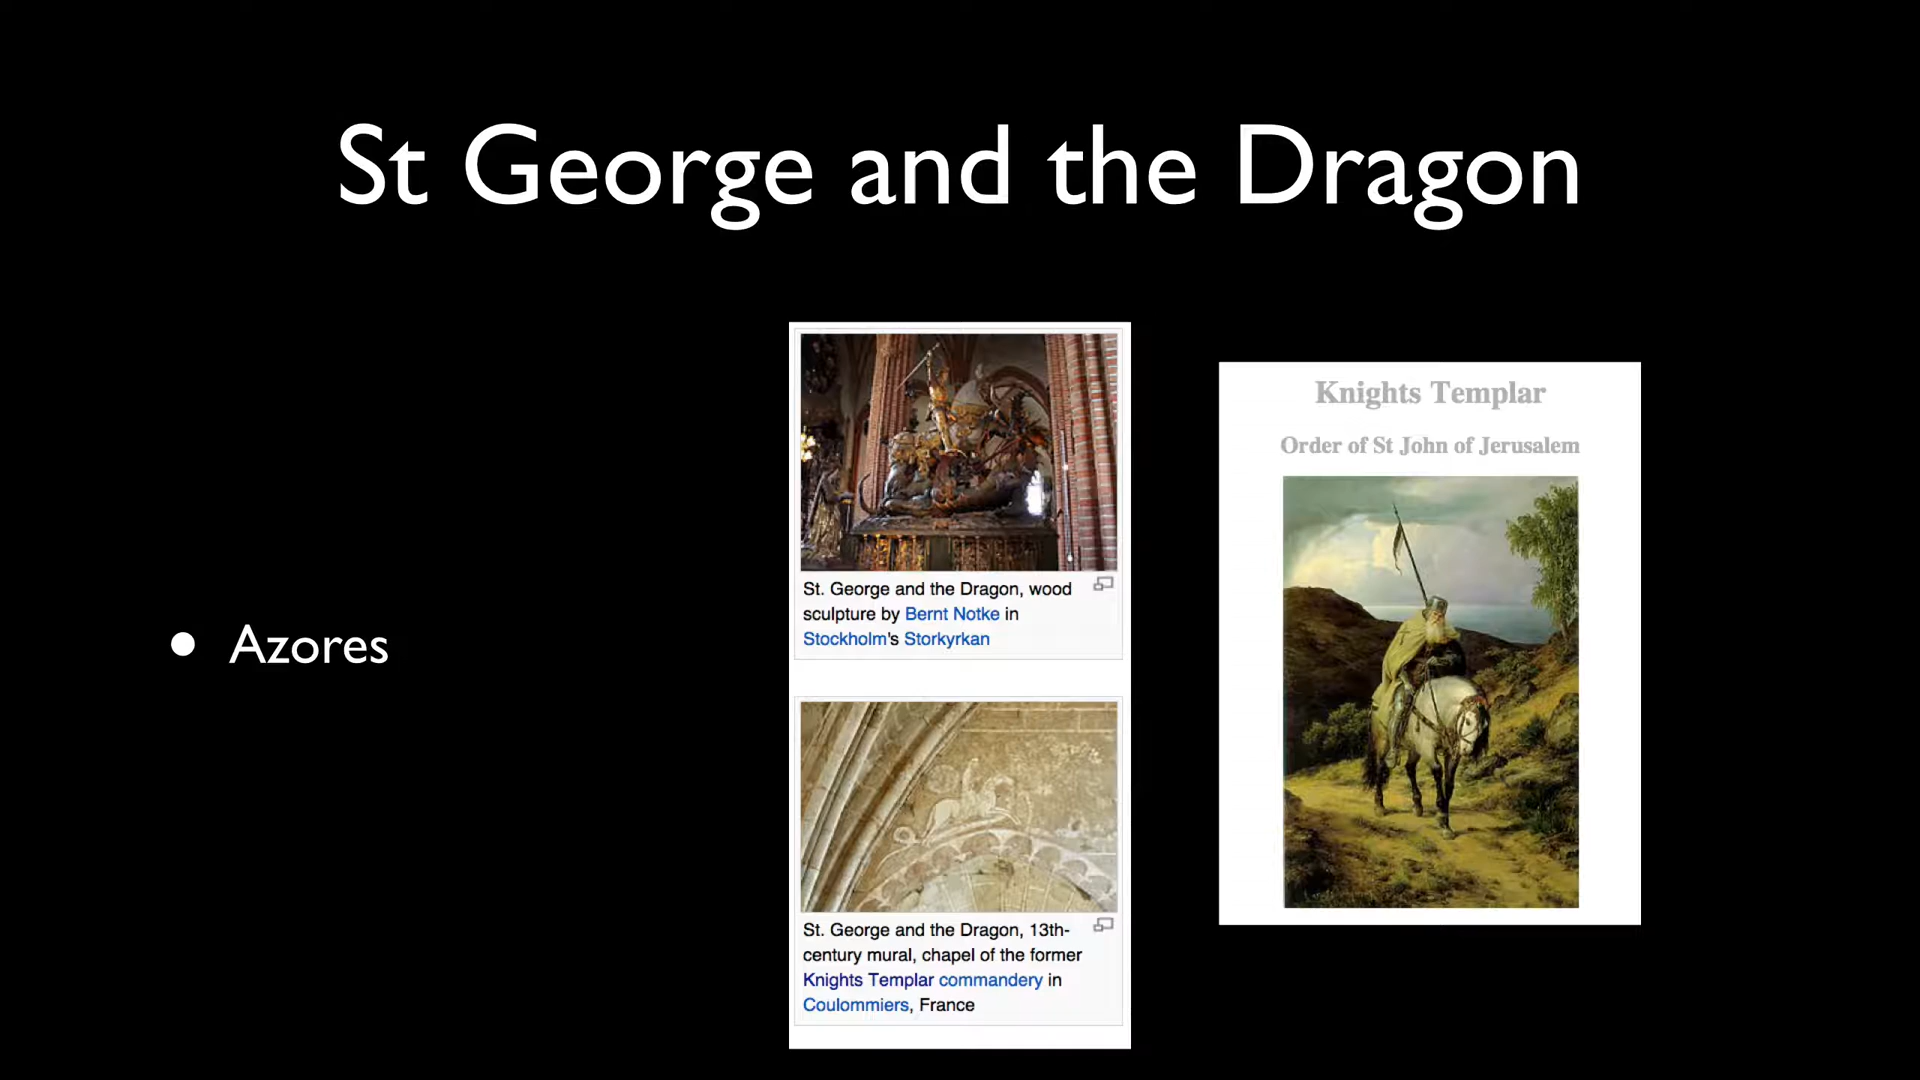 St George and the Dragon
Azores
St. George and the Dragon, wood
sculpture by Bernt Notke in
Stockholm's Storkyrkan
St. George and the Dragon, 13th-
century mural, chapel of the former
Knights Templar commandery in
Coulommiers, France
Knights Templar
Order of St John of Jerusalem